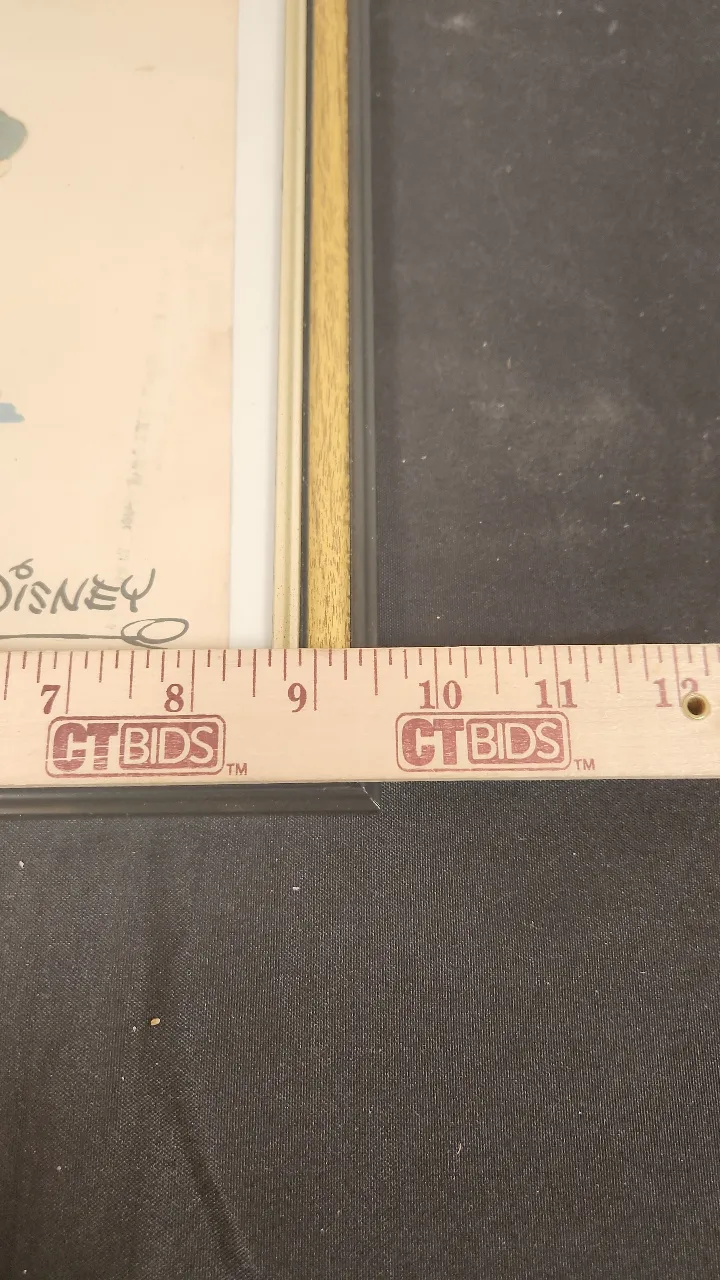 DISNEY
7 8 9 10 11 12
CTBIDS™ CTBIDS™